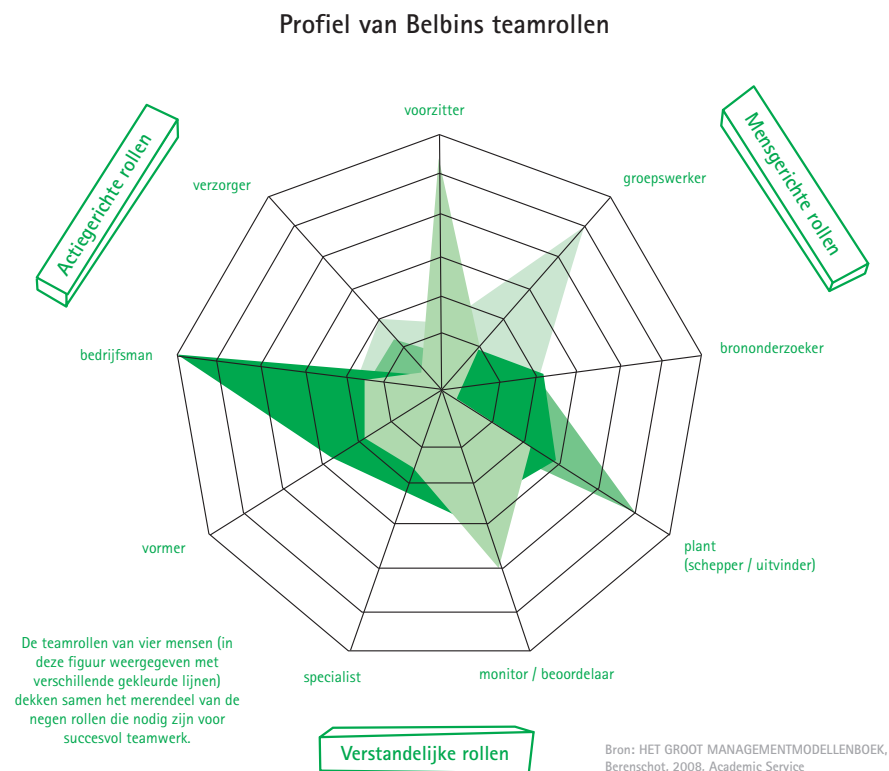 Profiel van Belbins teamrollen
voorzitter
Actiegerichte rollen
Mensgerichte rollen
verzorger
groepswerker
bedrijfsman
brononderzoeker
vormer
plant
(schepper / uitvinder)
specialist
monitor / beoordelaar
De teamrollen van vier mensen (in
deze figuur weergegeven met
verschillende gekleurde lijnen)
dekken samen het merendeel van de
negen rollen die nodig zijn voor
succesvol teamwerk.
Verstandelijke rollen
Bron: HET GROOT MANAGEMENTMODELLENBOEK,
Berenschot, 2008, Academic Service